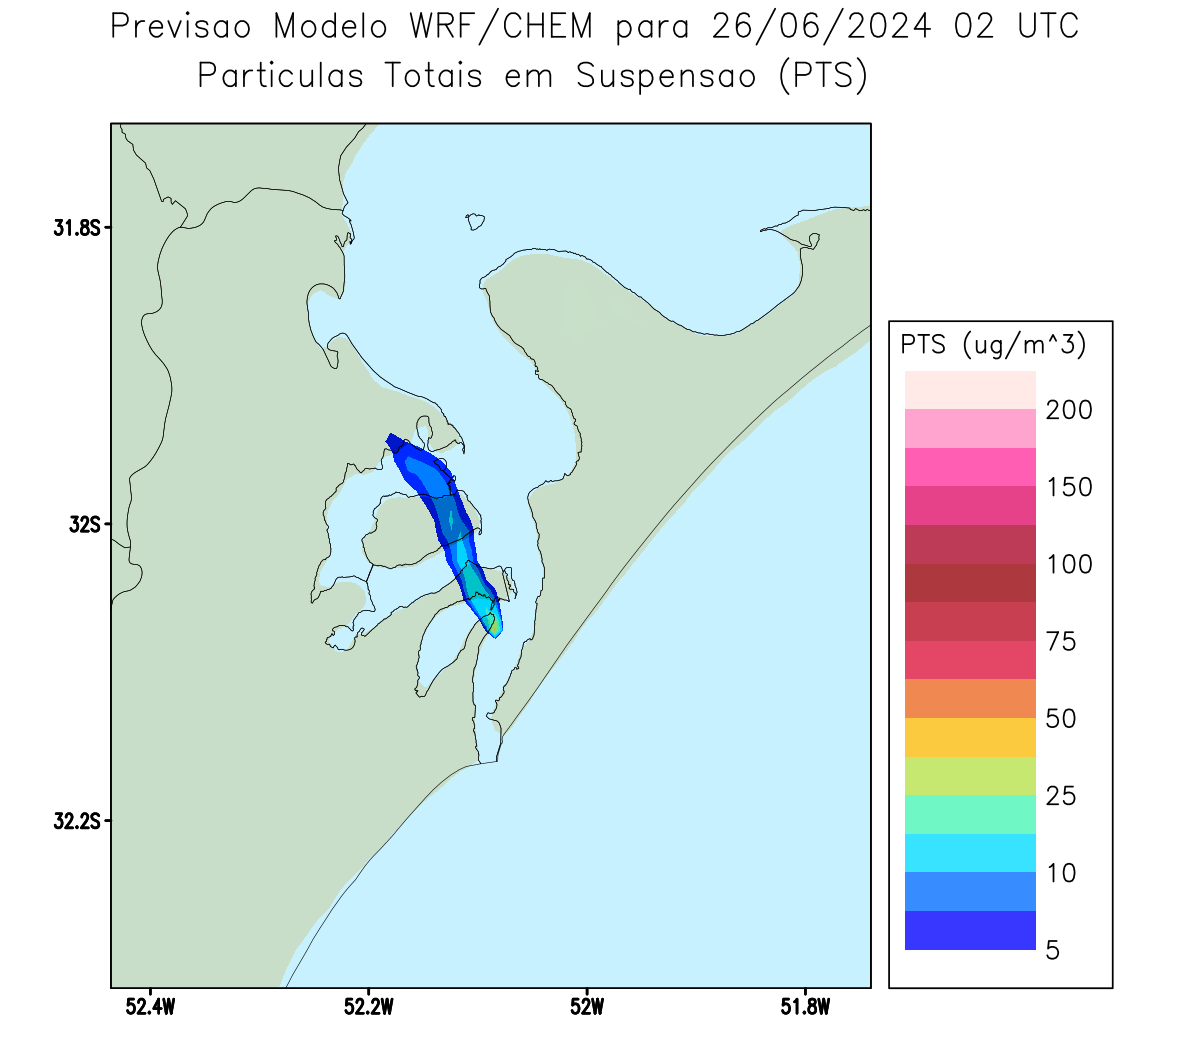 Previsao Modelo WRF/CHEM para 26/06/2024 02 UTC
Particulas Totais em Suspensao (PTS)
31.8S
32S
32.2S
52.4W
52.2W
52W
51.8W
PTS (ug/m^3)
200
150
100
75
50
25
10
5